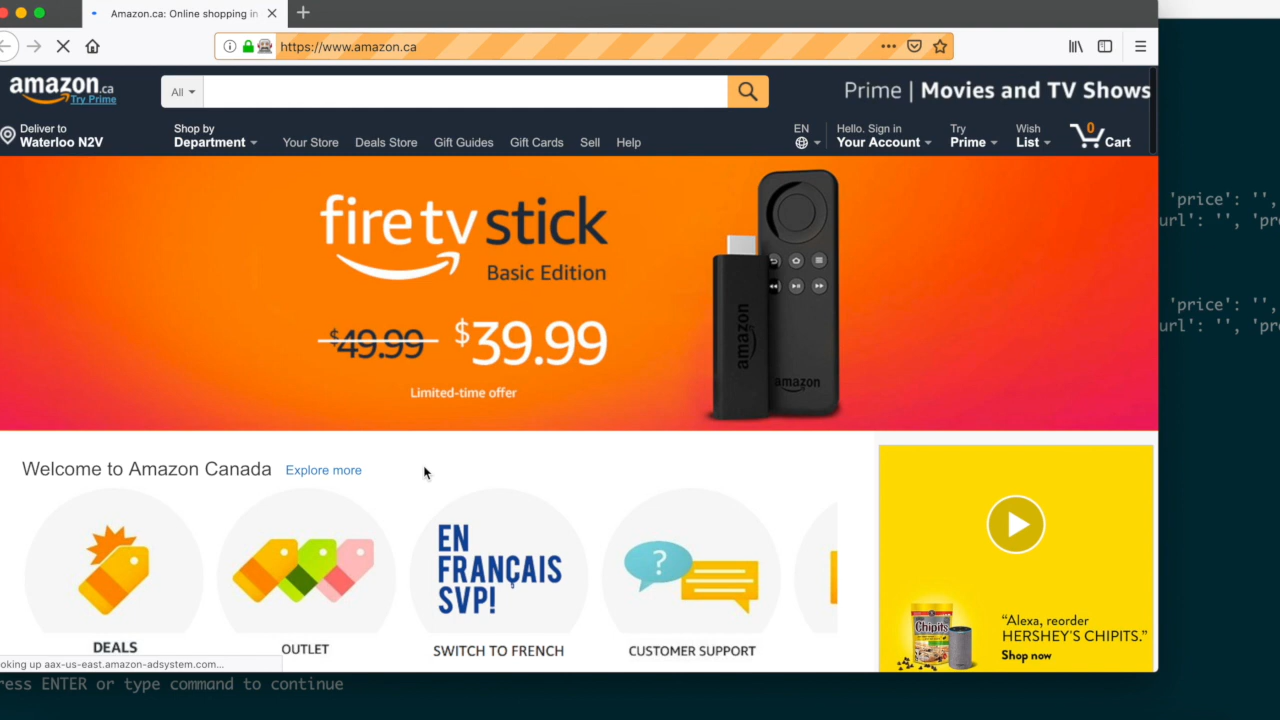 Amazon.ca: Online shopping in
https://www.amazon.ca
amazon.ca
Try Prime
All
Prime | Movies and TV Shows
Deliver to
Waterloo N2V
Shop by
Department
Your Store
Deals Store
Gift Guides
Gift Cards
Sell
Help
EN
Hello. Sign in
Your Account
Try
Prime
Wish
List
0
Cart
fire tv stick
Basic Edition
$49.99 $39.99
Limited-time offer
amazon
amazon
'price': '',
url': '', 'pr
'price': '',
url': '', 'pr
Welcome to Amazon Canada Explore more
EN
FRANÇAIS
SVP!
?
DEALS
OUTLET
SWITCH TO FRENCH
CUSTOMER SUPPORT
Chipits
“Alexa, reorder
HERSHEY'S CHIPITS.”
Shop now
oking up aax-us-east.amazon-adsystem.com...
ress ENTER or type command to continue